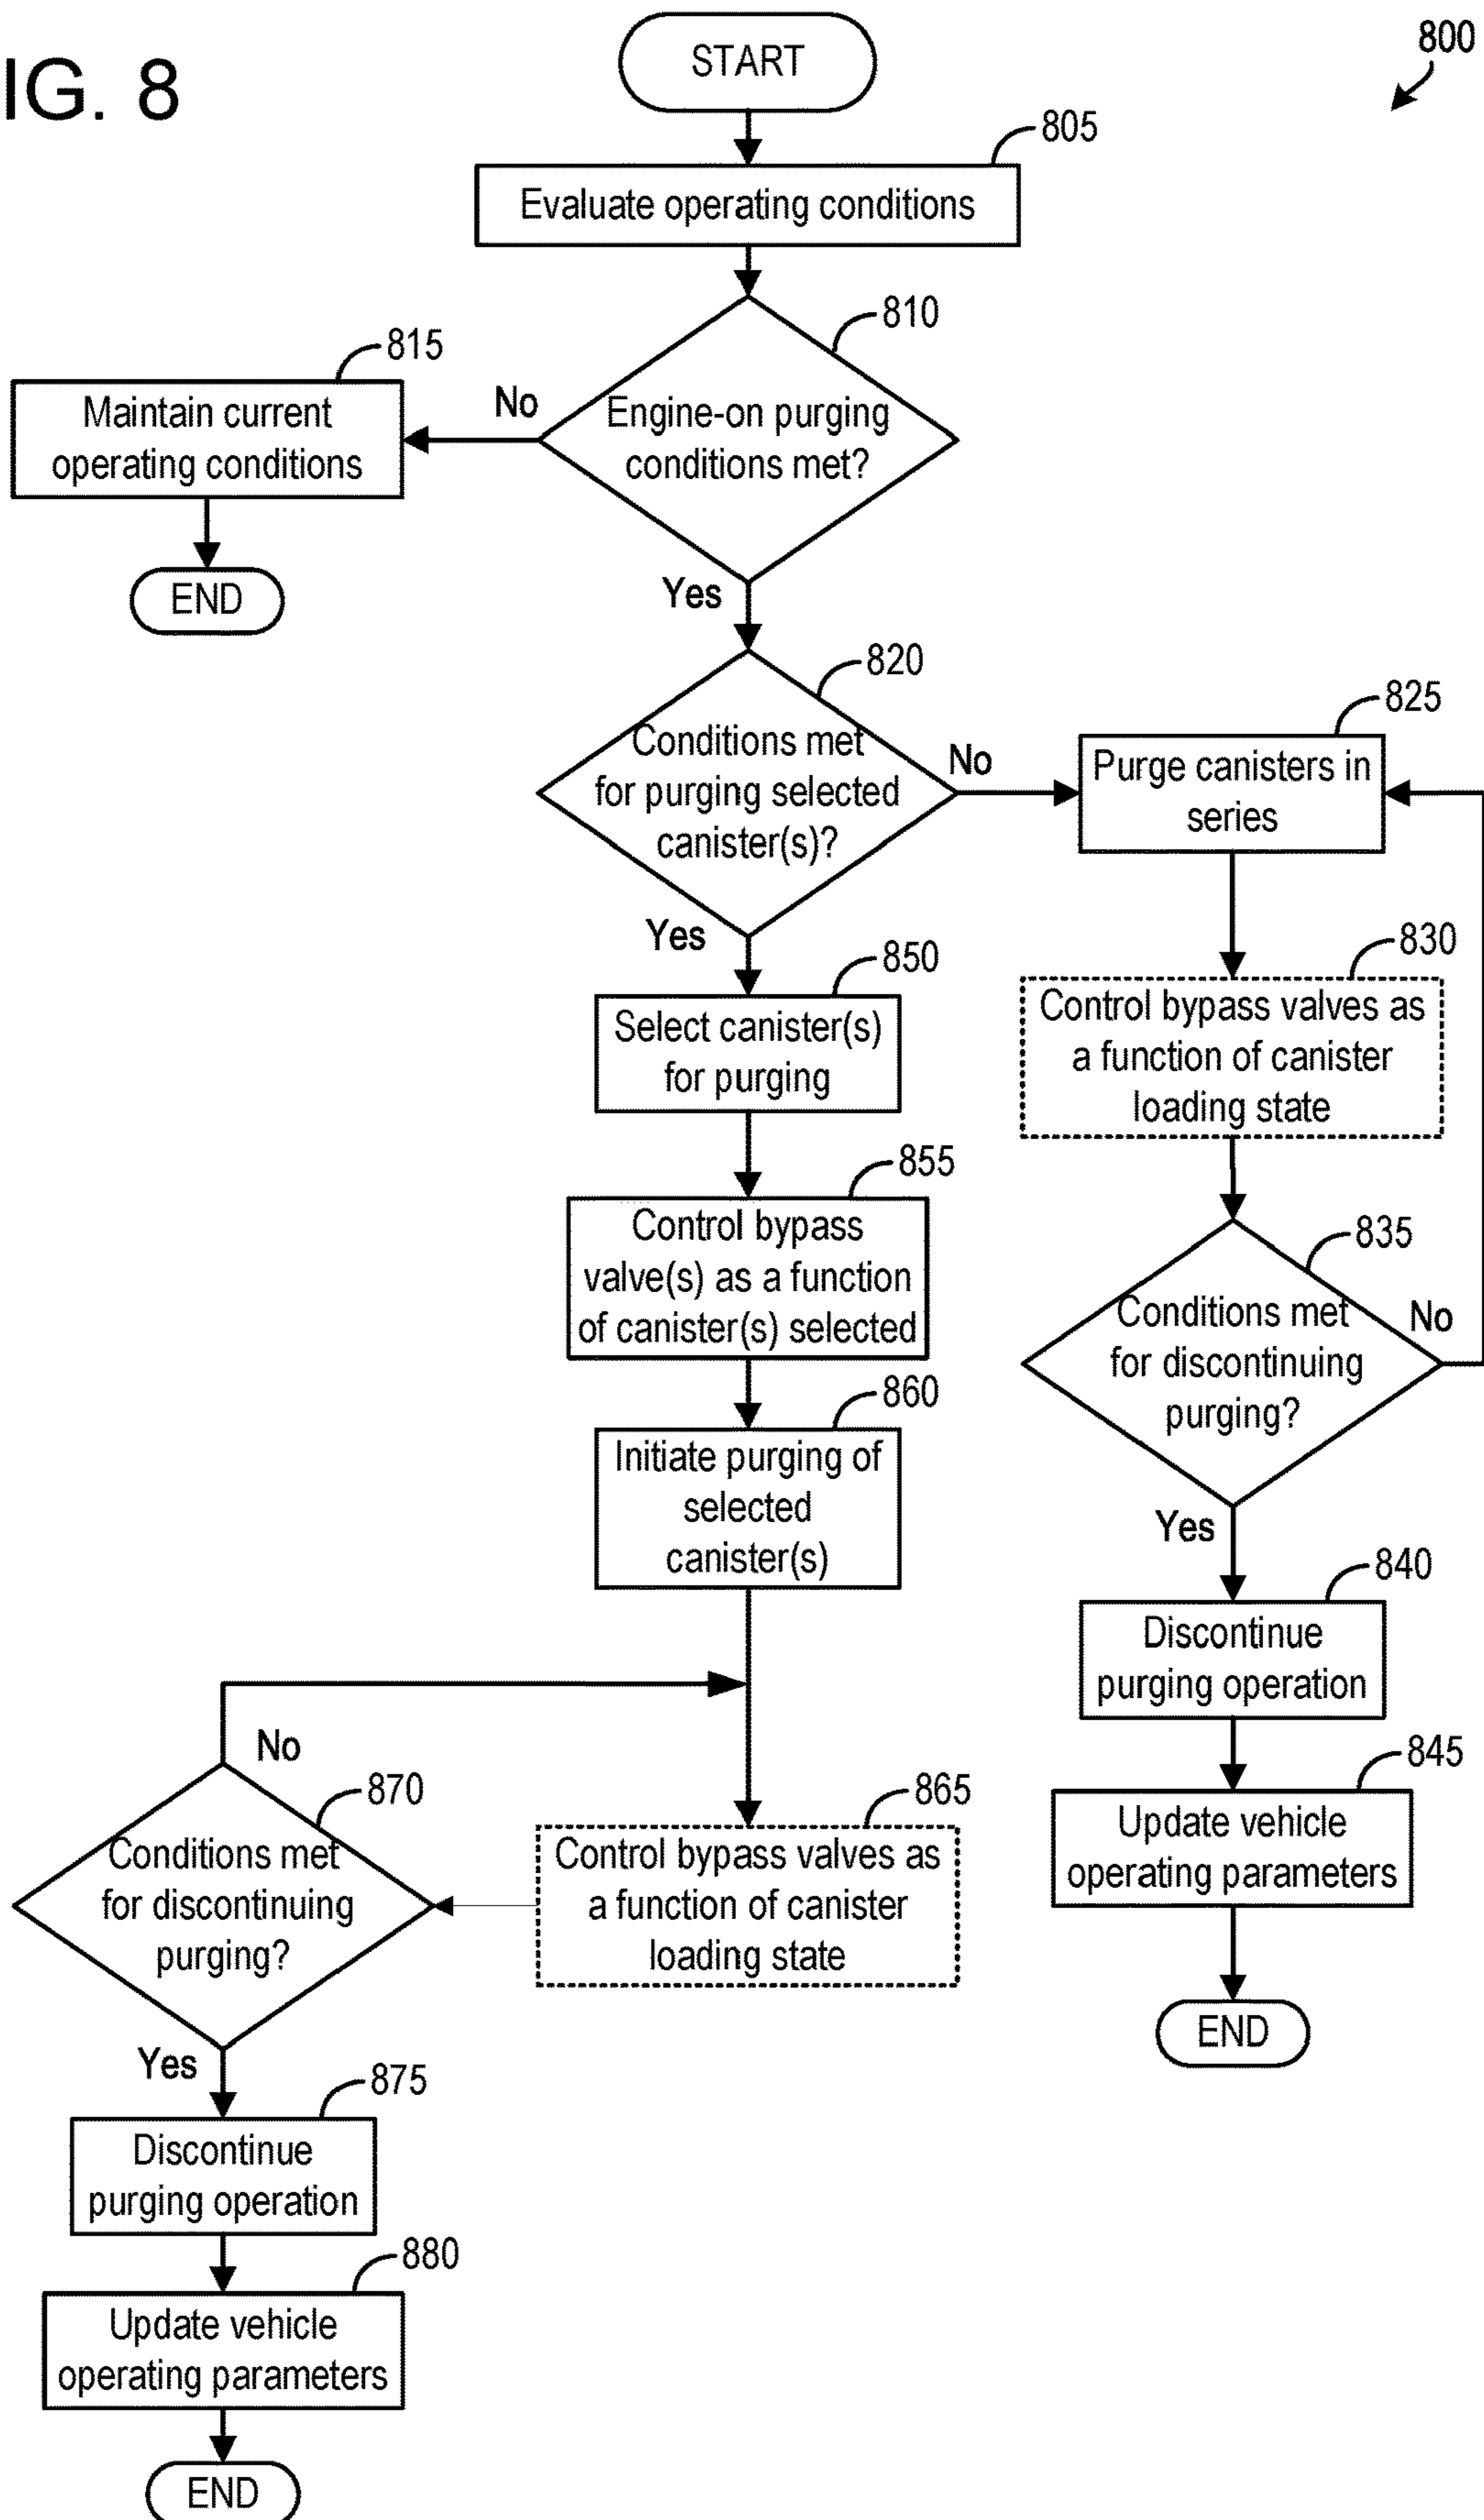 IG. 8
START
800
805
Evaluate operating conditions
810
815
Maintain current
operating conditions
No
Engine-on purging
conditions met?
END
Yes
820
825
Conditions met
for purging selected
canister(s)?
No
Purge canisters in
series
Yes
850
830
Select canister(s)
for purging
Control bypass valves as
a function of canister
loading state
855
Control bypass
valve(s) as a function
of canister(s) selected
835
Conditions met
for discontinuing
purging?
No
860
Initiate purging of
selected
canister(s)
Yes
840
Discontinue
purging operation
No
845
870
865
Update vehicle
operating parameters
Conditions met
for discontinuing
purging?
Control bypass valves as
a function of canister
loading state
END
Yes
875
Discontinue
purging operation
880
Update vehicle
operating parameters
END